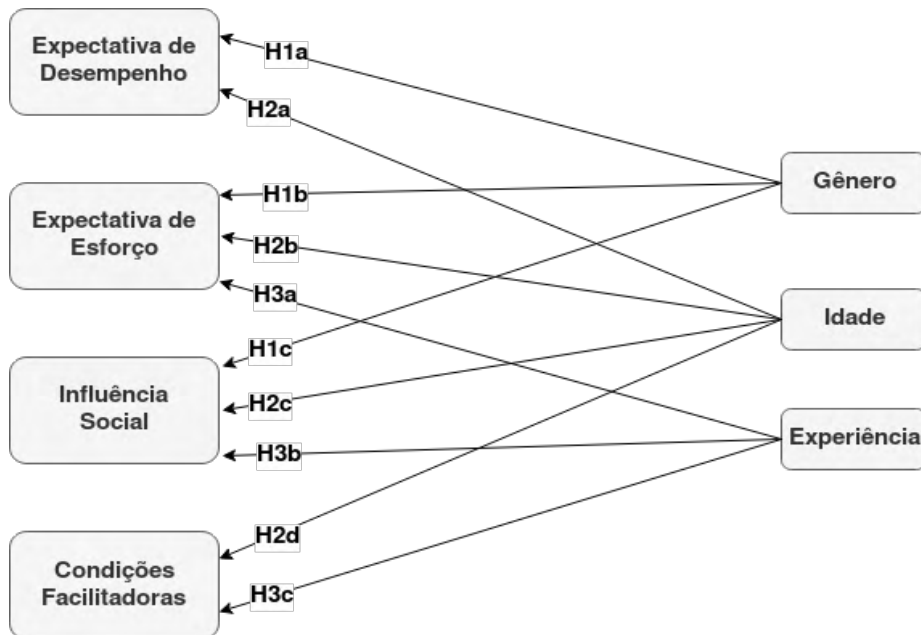 Expectativa de
Desempenho
H1a
H2a
Gênero
H1b
Expectativa de
Esforço
H2b
H3a
Idade
H1c
Influência
Social
H2c
Experiência
H3b
H2d
Condições
Facilitadoras
H3c